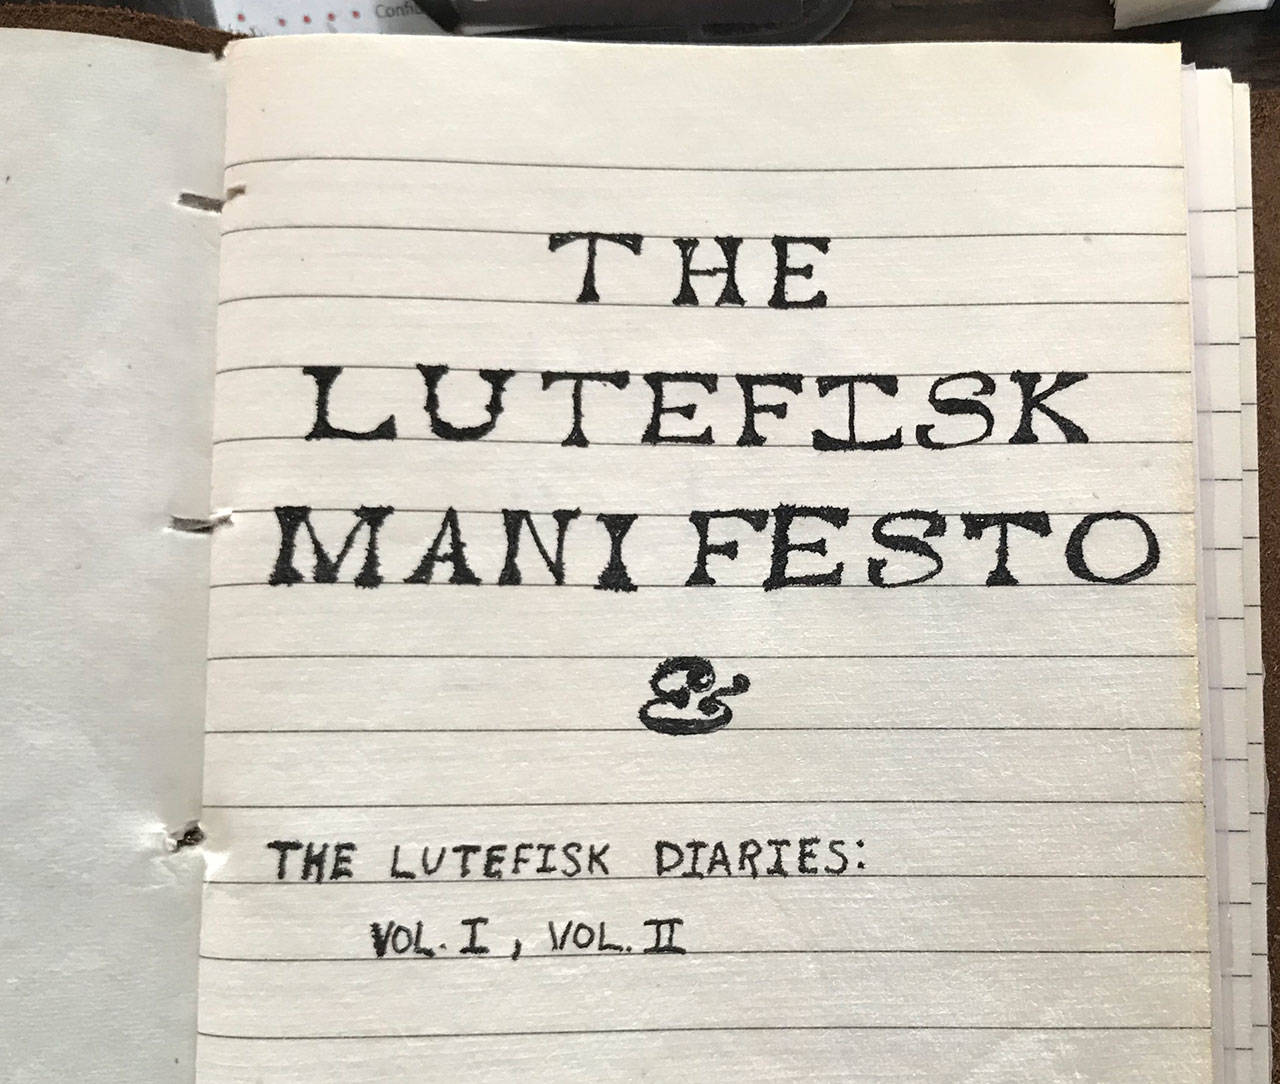 THE
LUTEFISK
MANIFESTO
&
THE LUTEFISK DIARIES:
VOL. I, VOL. II